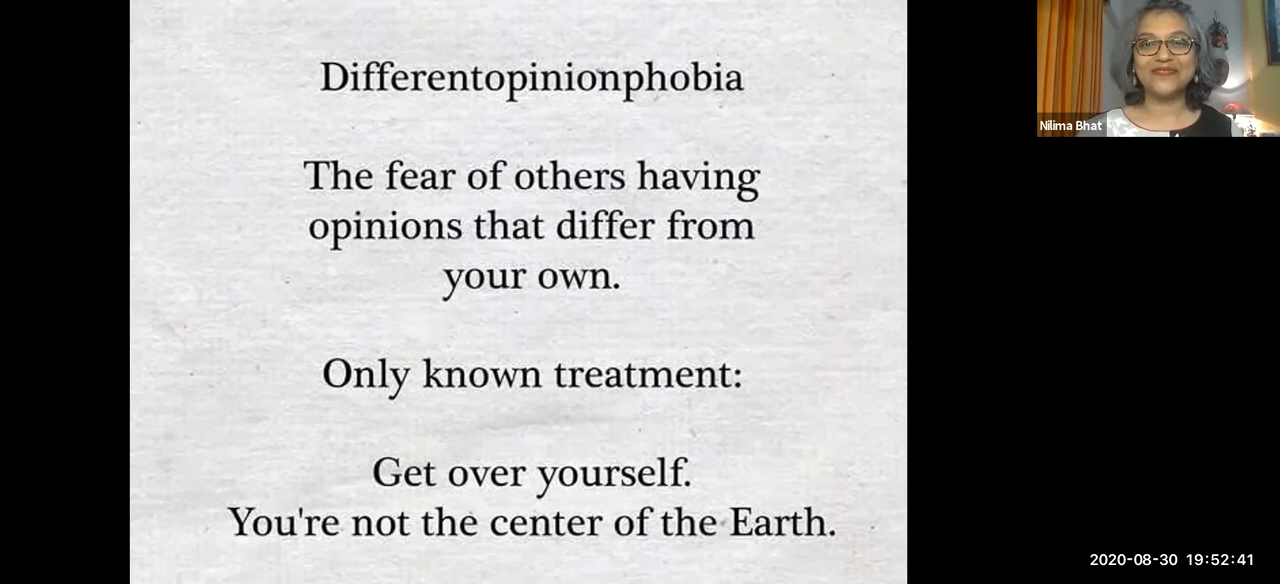 Differentopinionphobia
The fear of others having
opinions that differ from
your own.
Only known treatment:
Get over yourself.
You're not the center of the Earth.
Nilima Bhat
2020-08-30 19:52:41